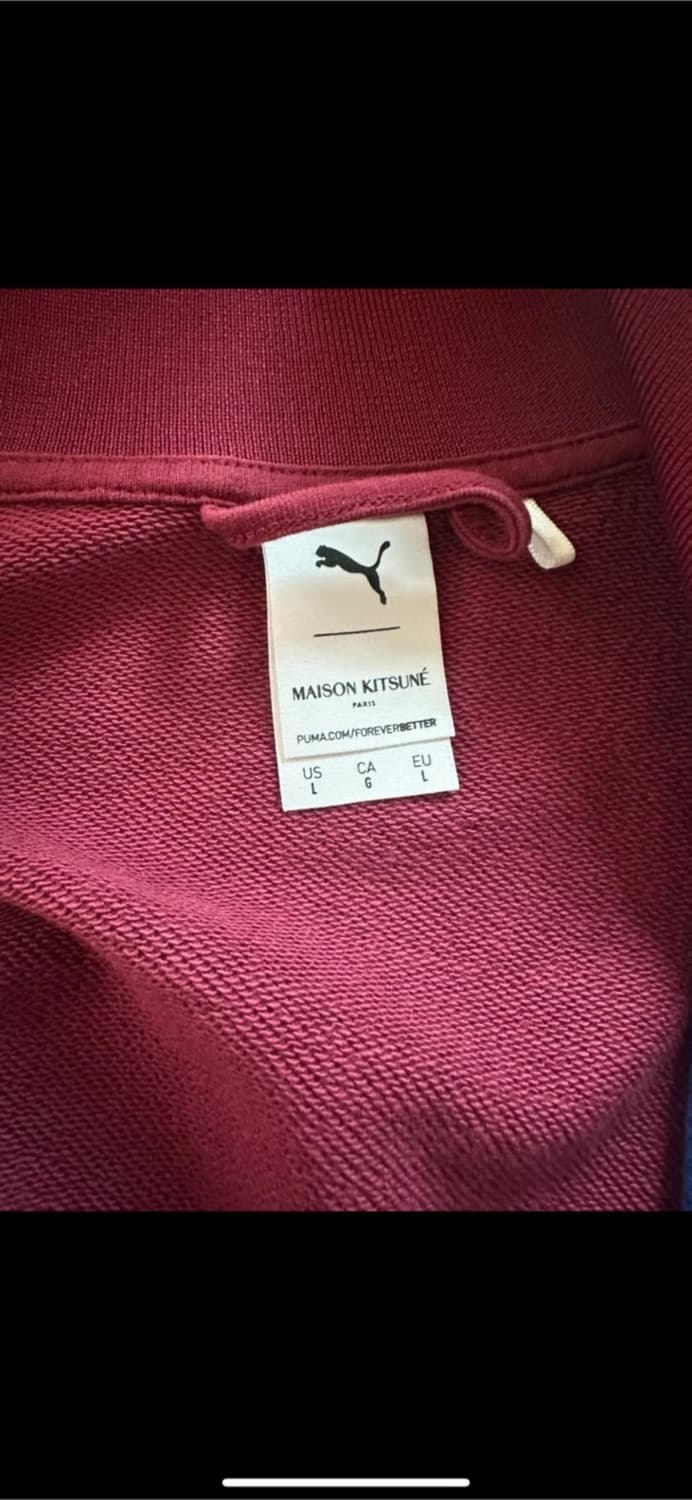 MAISON KITSUNÉ
PARIS
PUMA.COM/FOREVERBETTER
US CA EU
L G L